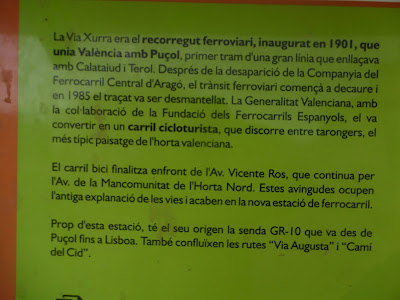 La Via Xurra era el recorregut ferroviari, inaugurat en 1901, que
unia València amb Puçol, primer tram d'una gran línia que enllaçava
amb Calataiud i Terol. Després de la desaparició de la Companyia del
Ferrocarril Central d'Aragó, el trànsit ferroviari començà a decaure i
en 1985 el traçat va ser desmantellat. La Generalitat Valenciana, amb
la col·laboració de la Fundació dels Ferrocarrils Espanyols, el va
convertir en un carril cicloturista, que discorre entre tarongers, el
més típic paisatge de l'horta valenciana.
El carril bici finalitza enfront de l'Av. Vicente Ros, que continua per
l'Av. de la Mancomunitat de l'Horta Nord. Estes avingudes ocupen
l'antiga explanació de les vies i acaben en la nova estació de ferrocarril.
Prop d'esta estació, té el seu origen la senda GR-10 que va des de
Puçol fins a Lisboa. També conflueixen les rutes "Via Augusta" i "Camí
del Cid".